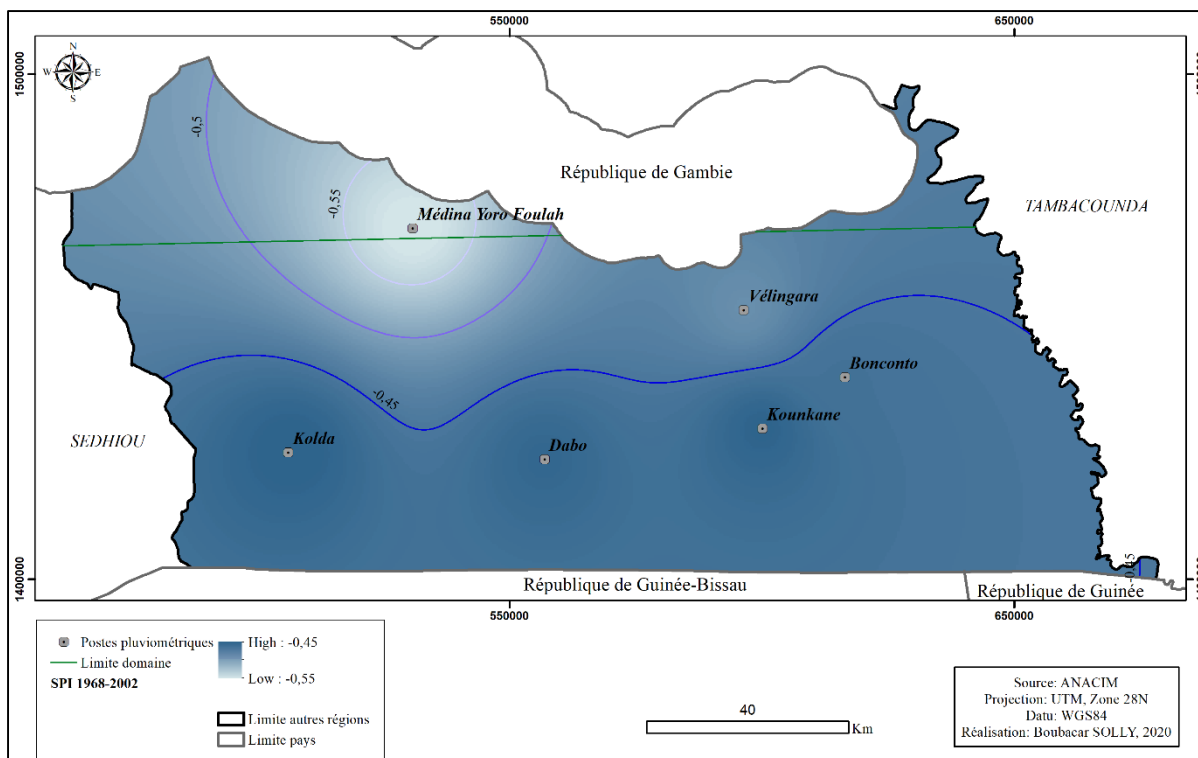 550000
650000
1500000
N
W
E
S
-0,5
-0,55
République de Gambie
TAMBACOUNDA
Médina Yoro Foulah
Vélingara
Bonconto
-0,45
Kounkane
SEDHIOU
Kolda
Dabo
-0,45
1400000
République de Guinée-Bissau
République de Guinée
550000
650000
Postes pluviométriques
Limite domaine
SPI 1968-2002
High : -0,45
Low : -0,55
Limite autres régions
Limite pays
40
Km
Source: ANACIM
Projection: UTM, Zone 28N
Datu: WGS84
Réalisation: Boubacar SOLLY, 2020